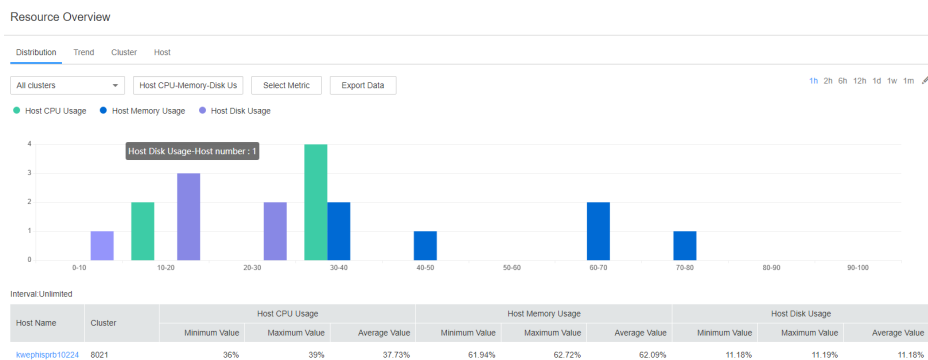 Resource Overview
Distribution Trend Cluster Host
All clusters Host CPU-Memory-Disk Us Select Metric Export Data 1h 2h 6h 12h 1d 1w 1m
Host CPU Usage Host Memory Usage Host Disk Usage
4
Host Disk Usage-Host number : 1
3
2
1
0
0-10 10-20 20-30 30-40 40-50 50-60 60-70 70-80 80-90 90-100
Interval:Unlimited
Host Name Cluster Host CPU Usage Host Memory Usage Host Disk Usage
Minimum Value Maximum Value Average Value Minimum Value Maximum Value Average Value Minimum Value Maximum Value Average Value
kwephisprb10224 8021 36% 39% 37.73% 61.94% 62.72% 62.09% 11.18% 11.19% 11.18%